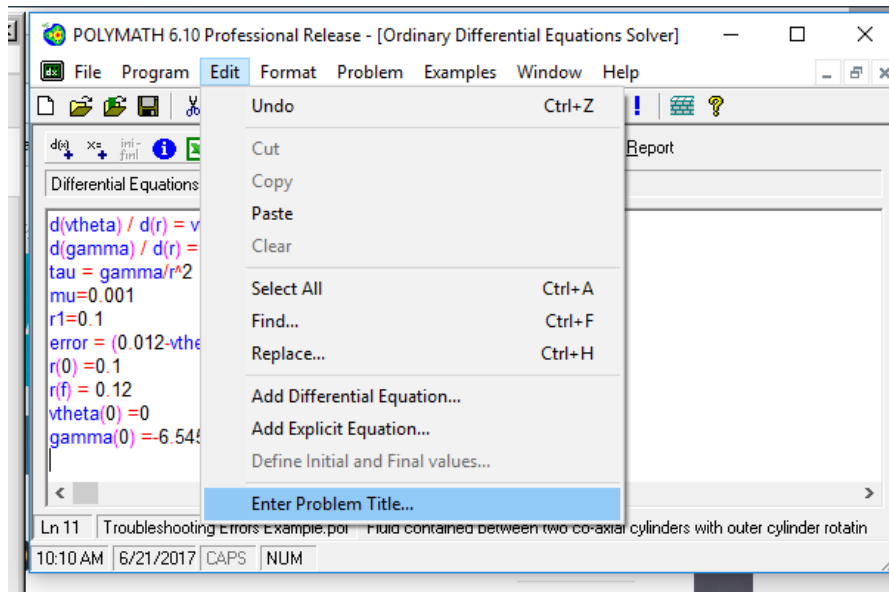 POLYMATH 6.10 Professional Release - [Ordinary Differential Equations Solver]
File Program Edit Format Problem Examples Window Help
Undo Ctrl+Z
Cut
Copy
Paste
Clear
Select All Ctrl+A
Find... Ctrl+F
Replace... Ctrl+H
Add Differential Equation...
Add Explicit Equation...
Define Initial and Final values...
Enter Problem Title...
d(x) x= ini- finl Report
Differential Equations
d(vtheta) / d(r) = v
d(gamma) / d(r) =
tau = gamma/r^2
mu=0.001
r1=0.1
error = (0.012-vthe
r(0) =0.1
r(f) = 0.12
vtheta(0) =0
gamma(0) =-6.545
Ln 11 Troubleshooting Errors Example.pol Fluid contained between two co-axial cylinders with outer cylinder rotatin
10:10 AM 6/21/2017 CAPS NUM